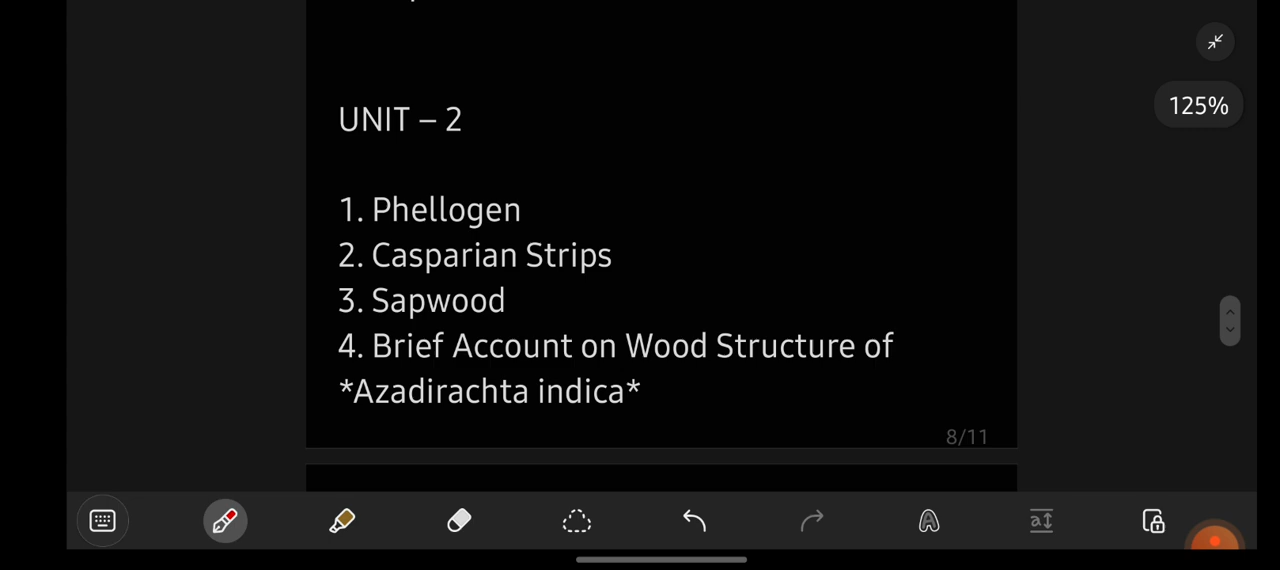 125%
UNIT – 2
1. Phellogen
2. Casparian Strips
3. Sapwood
4. Brief Account on Wood Structure of
*Azadirachta indica*
8/11